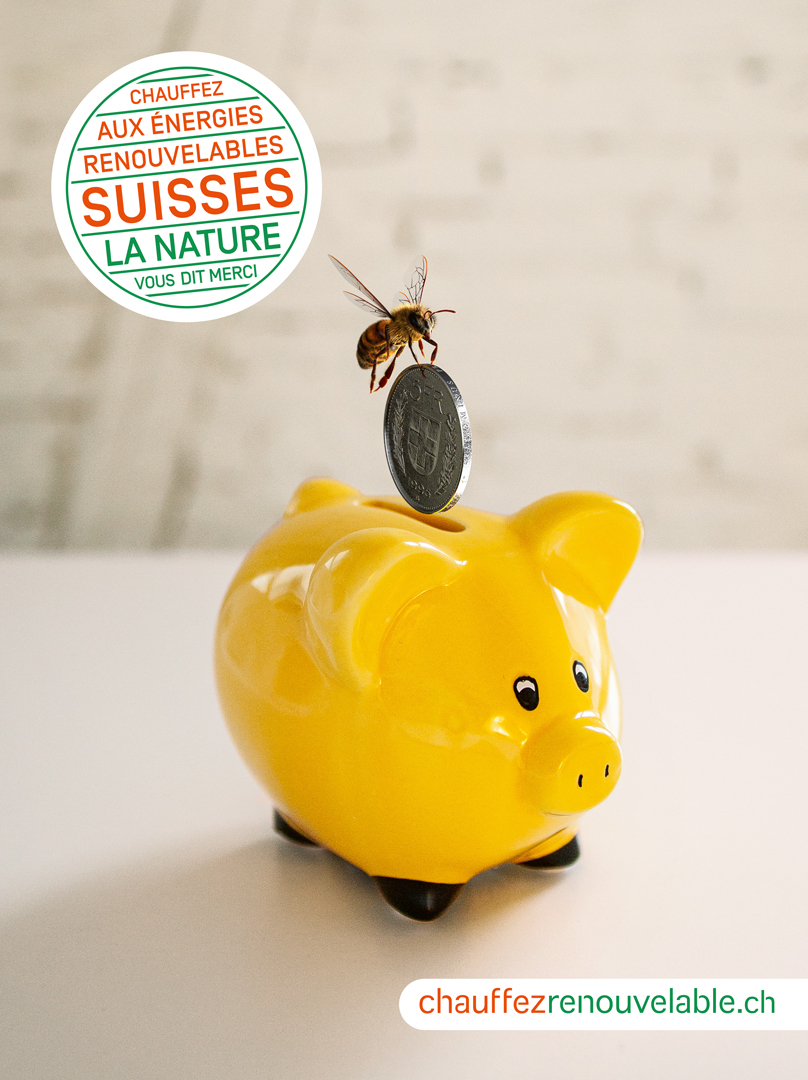 CHAUFFEZ
AUX ÉNERGIES
RENOUVELABLES
SUISSES
LA NATURE
VOUS DIT MERCI
chauffezrenouvelable.ch